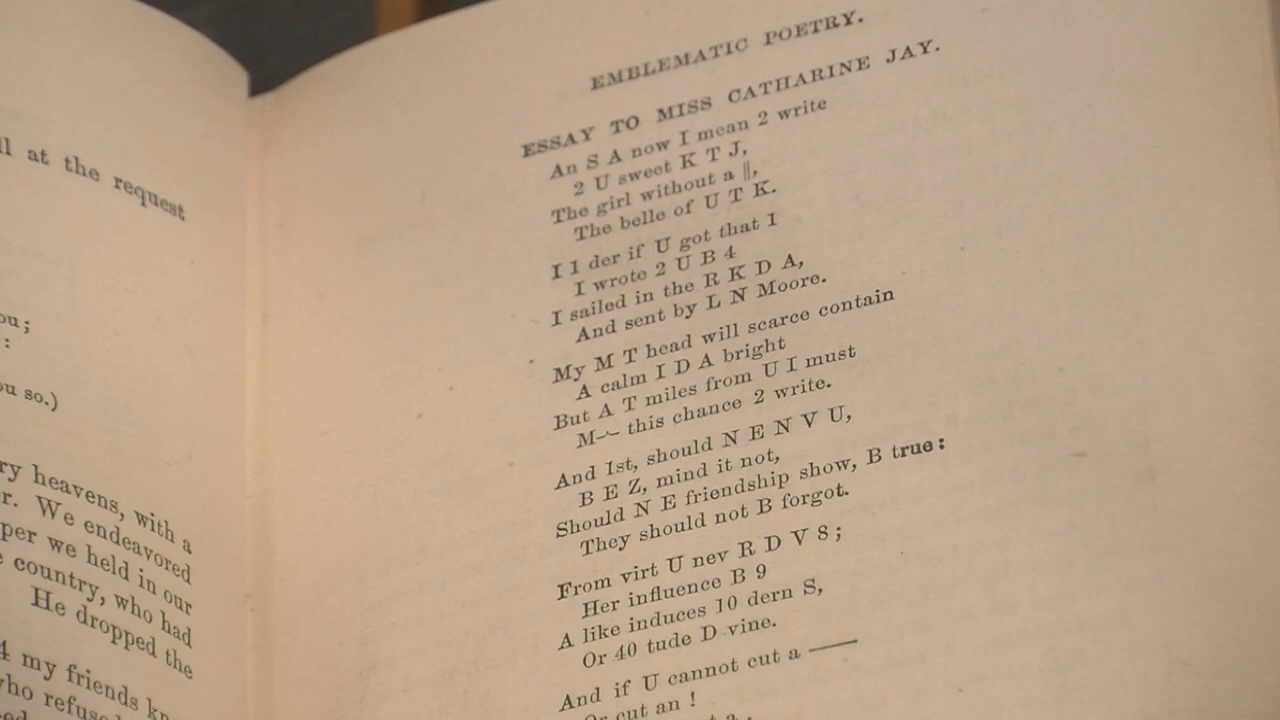 ll at the request
ou;
:
ou so.)
ry heavens, with a
r. We endeavored
per we held in our
country, who had
He dropped the
4 my friends
who
EMBLEMATIC POETRY.
ESSAY TO MISS CATHARINE JAY.
An S A now I mean 2 write
2 U sweet K T J,
The girl without a ||,
The belle of U T K.
I 1 der if U got that 1
I wrote 2 U B 4
I sailed in the R K D A,
And sent by L N Moore.
My M T head will scarce contain
A calm I D A bright
But A T miles from U I must
M⏞ this chance 2 write.
And 1st, should N E N V U,
B E Z, mind it not,
Should N E friendship show, B true:
They should not B forgot.
From virt U nev R D V 8;
Her influence B 9
A like induces 10 dern S,
Or 40 tude D vine.
And if U cannot cut a ——
Or cut an !